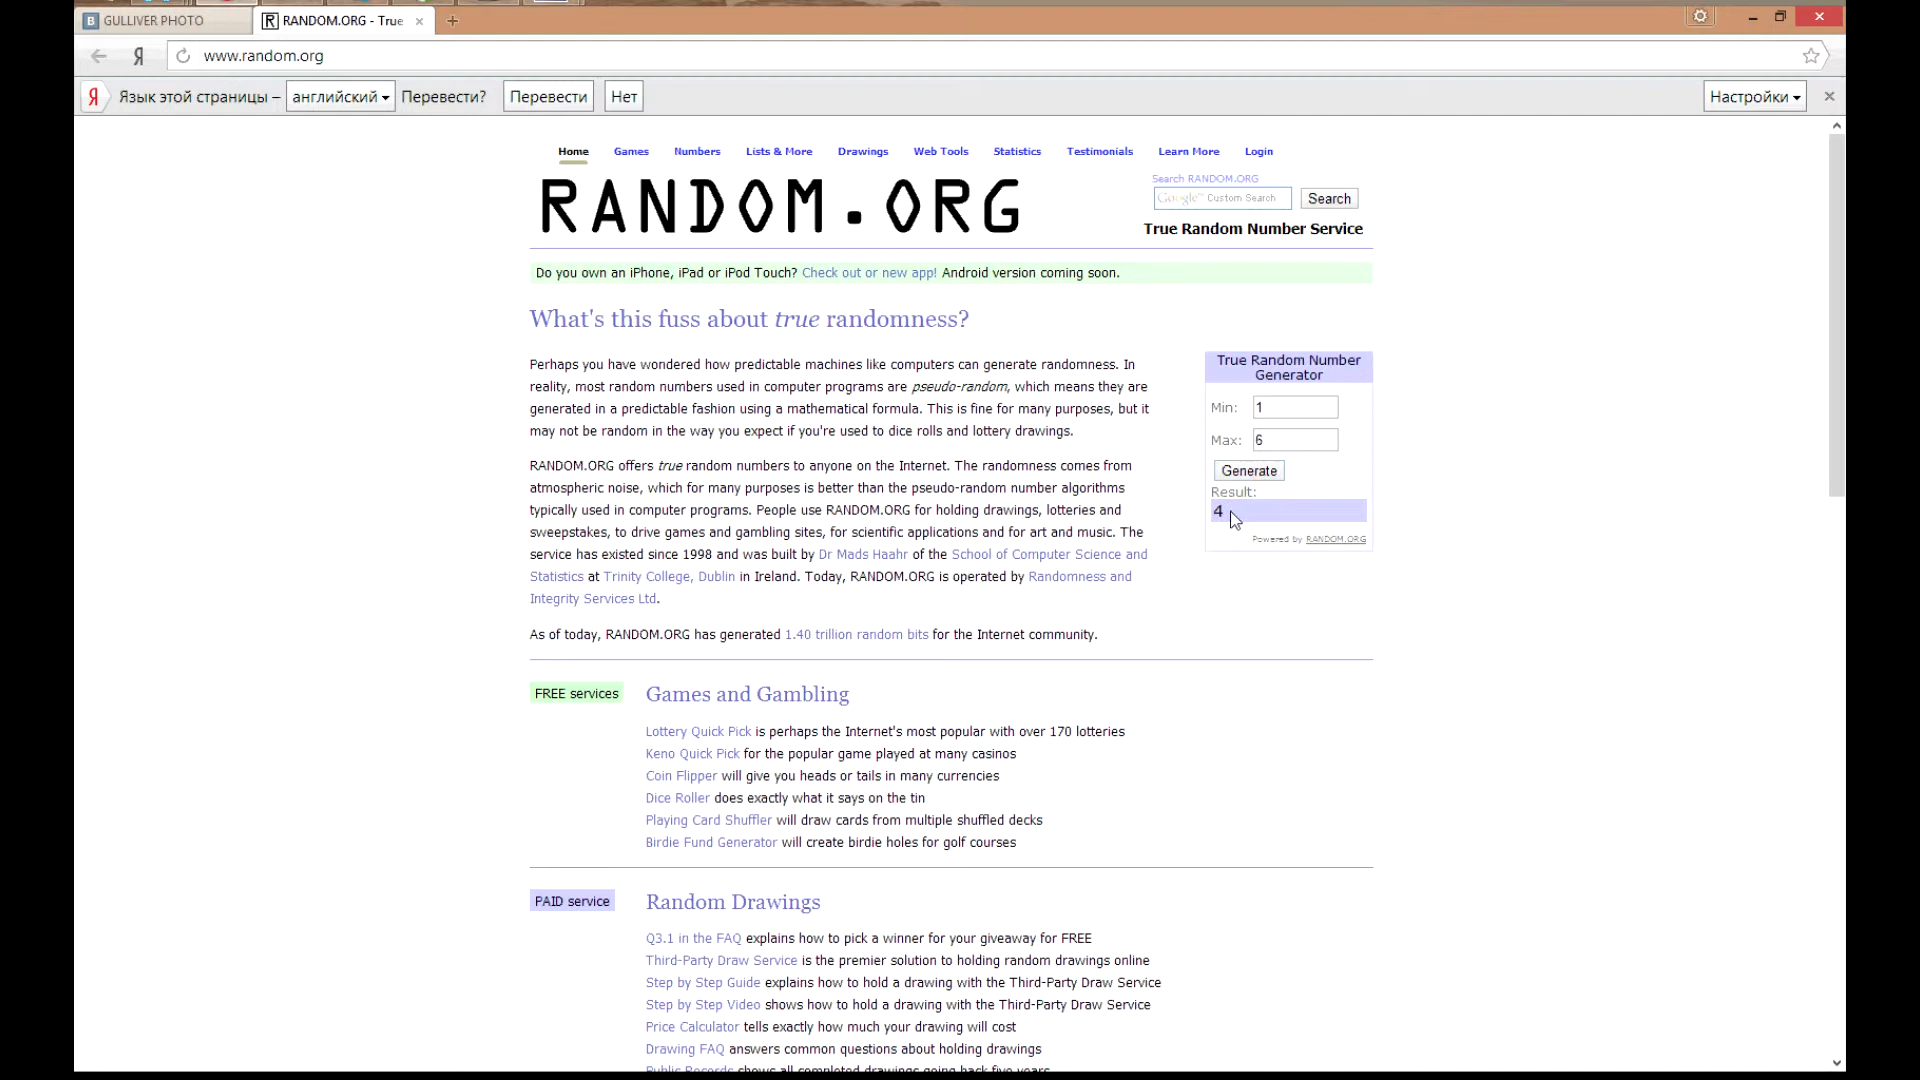 B GULLIVER PHOTO
R RANDOM.ORG - True
Я www.random.org
Я Язык этой страницы – английский Перевести? Перевести Нет Настройки
Home Games Numbers Lists & More Drawings Web Tools Statistics Testimonials Learn More Login
RANDOM.ORG
Search RANDOM.ORG
Google™ Custom Search Search
True Random Number Service
Do you own an iPhone, iPad or iPod Touch? Check out or new app! Android version coming soon.
What's this fuss about true randomness?
Perhaps you have wondered how predictable machines like computers can generate randomness. In
reality, most random numbers used in computer programs are pseudo-random, which means they are
generated in a predictable fashion using a mathematical formula. This is fine for many purposes, but it
may not be random in the way you expect if you're used to dice rolls and lottery drawings.
RANDOM.ORG offers true random numbers to anyone on the Internet. The randomness comes from
atmospheric noise, which for many purposes is better than the pseudo-random number algorithms
typically used in computer programs. People use RANDOM.ORG for holding drawings, lotteries and
sweepstakes, to drive games and gambling sites, for scientific applications and for art and music. The
service has existed since 1998 and was built by Dr Mads Haahr of the School of Computer Science and
Statistics at Trinity College, Dublin in Ireland. Today, RANDOM.ORG is operated by Randomness and
Integrity Services Ltd.
As of today, RANDOM.ORG has generated 1.40 trillion random bits for the Internet community.
True Random Number
Generator
Min: 1
Max: 6
Generate
Result:
4
Powered by RANDOM.ORG
FREE services
Games and Gambling
Lottery Quick Pick is perhaps the Internet's most popular with over 170 lotteries
Keno Quick Pick for the popular game played at many casinos
Coin Flipper will give you heads or tails in many currencies
Dice Roller does exactly what it says on the tin
Playing Card Shuffler will draw cards from multiple shuffled decks
Birdie Fund Generator will create birdie holes for golf courses
PAID service
Random Drawings
Q3.1 in the FAQ explains how to pick a winner for your giveaway for FREE
Third-Party Draw Service is the premier solution to holding random drawings online
Step by Step Guide explains how to hold a drawing with the Third-Party Draw Service
Step by Step Video shows how to hold a drawing with the Third-Party Draw Service
Price Calculator tells exactly how much your drawing will cost
Drawing FAQ answers common questions about holding drawings
Public Records shows all completed drawings going back five years